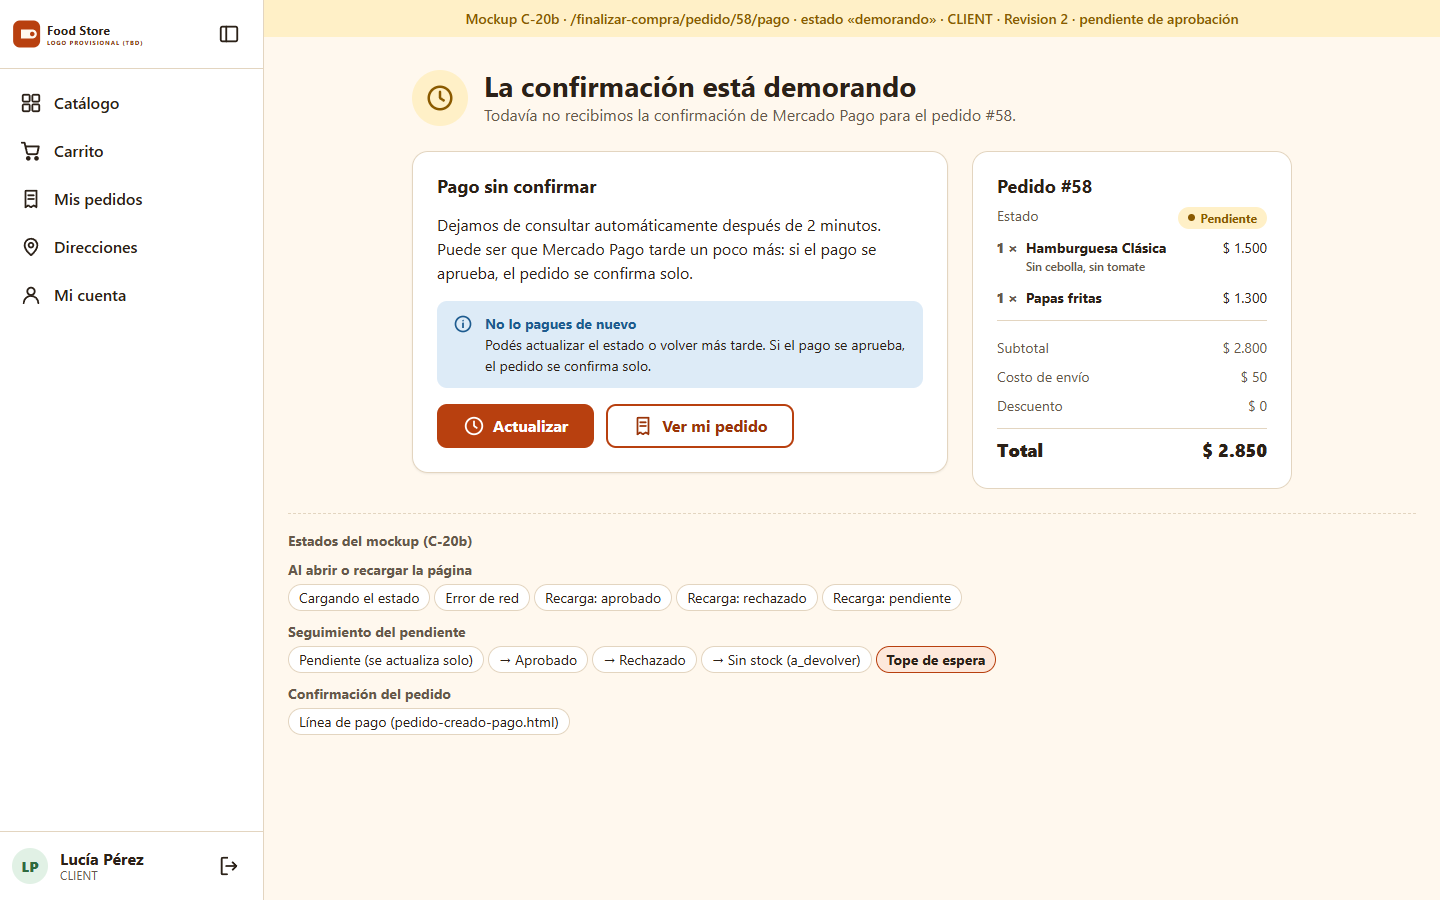 Mockup C-20b · /finalizar-compra/pedido/58/pago · estado «demorando» · CLIENT · Revision 2 · pendiente de aprobación
Food Store
LOGO PROVISIONAL (TBD)
Catálogo
Carrito
Mis pedidos
Direcciones
Mi cuenta
LP
Lucía Pérez
CLIENT
La confirmación está demorando
Todavía no recibimos la confirmación de Mercado Pago para el pedido #58.
Pago sin confirmar
Dejamos de consultar automáticamente después de 2 minutos.
Puede ser que Mercado Pago tarde un poco más: si el pago se
aprueba, el pedido se confirma solo.
No lo pagues de nuevo
Podés actualizar el estado o volver más tarde. Si el pago se aprueba,
el pedido se confirma solo.
Actualizar
Ver mi pedido
Pedido #58
Estado Pendiente
1 × Hamburguesa Clásica $ 1.500
Sin cebolla, sin tomate
1 × Papas fritas $ 1.300
Subtotal $ 2.800
Costo de envío $ 50
Descuento $ 0
Total $ 2.850
Estados del mockup (C-20b)
Al abrir o recargar la página
Cargando el estado Error de red Recarga: aprobado Recarga: rechazado Recarga: pendiente
Seguimiento del pendiente
Pendiente (se actualiza solo) → Aprobado → Rechazado → Sin stock (a_devolver) Tope de espera
Confirmación del pedido
Línea de pago (pedido-creado-pago.html)